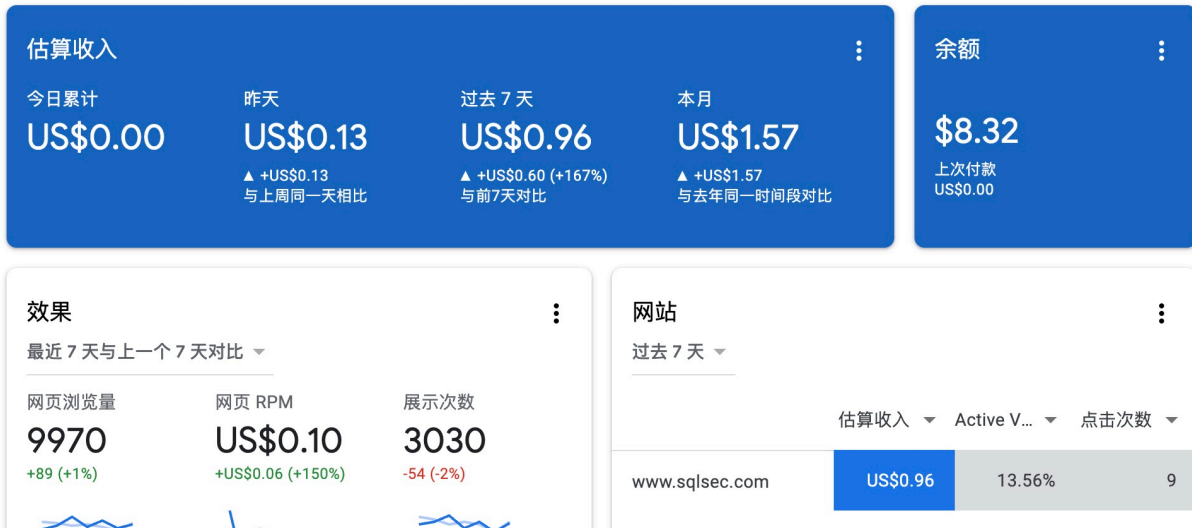 估算收入
今日累计
US$0.00
昨天
US$0.13
▲ +US$0.13
与上周同一天相比
过去 7 天
US$0.96
▲ +US$0.60 (+167%)
与前7天对比
本月
US$1.57
▲ +US$1.57
与去年同一时间段对比
余额
$8.32
上次付款
US$0.00
效果
最近 7 天与上一个 7 天对比
网页浏览量
9970
+89 (+1%)
网页 RPM
US$0.10
+US$0.06 (+150%)
展示次数
3030
-54 (-2%)
网站
过去 7 天
估算收入 Active V... 点击次数
www.sqlsec.com US$0.96 13.56% 9